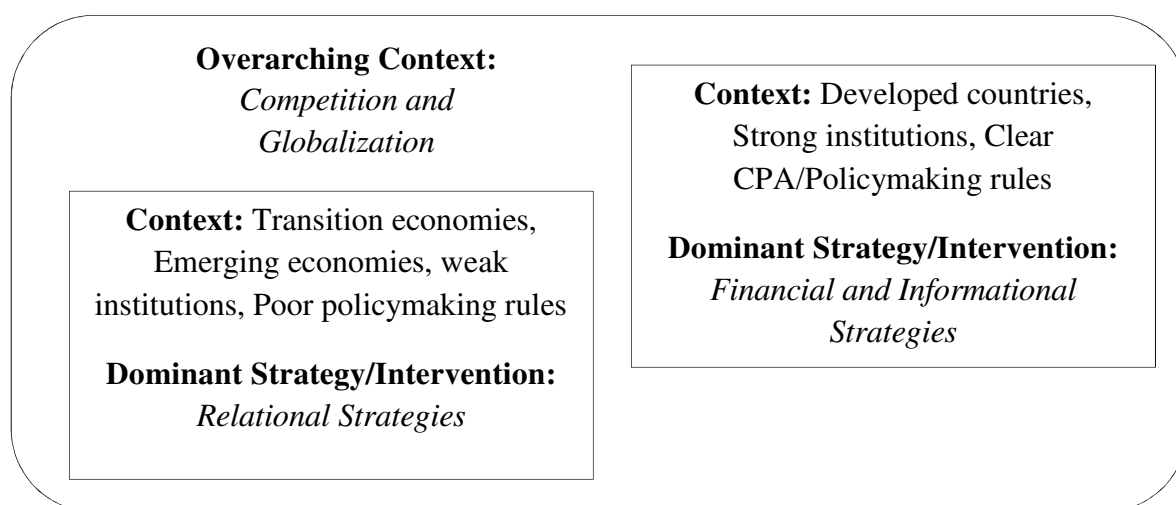 Overarching Context:
Competition and
Globalization
Context: Transition economies,
Emerging economies, weak
institutions, Poor policymaking rules
Dominant Strategy/Intervention:
Relational Strategies
Context: Developed countries,
Strong institutions, Clear
CPA/Policymaking rules
Dominant Strategy/Intervention:
Financial and Informational
Strategies